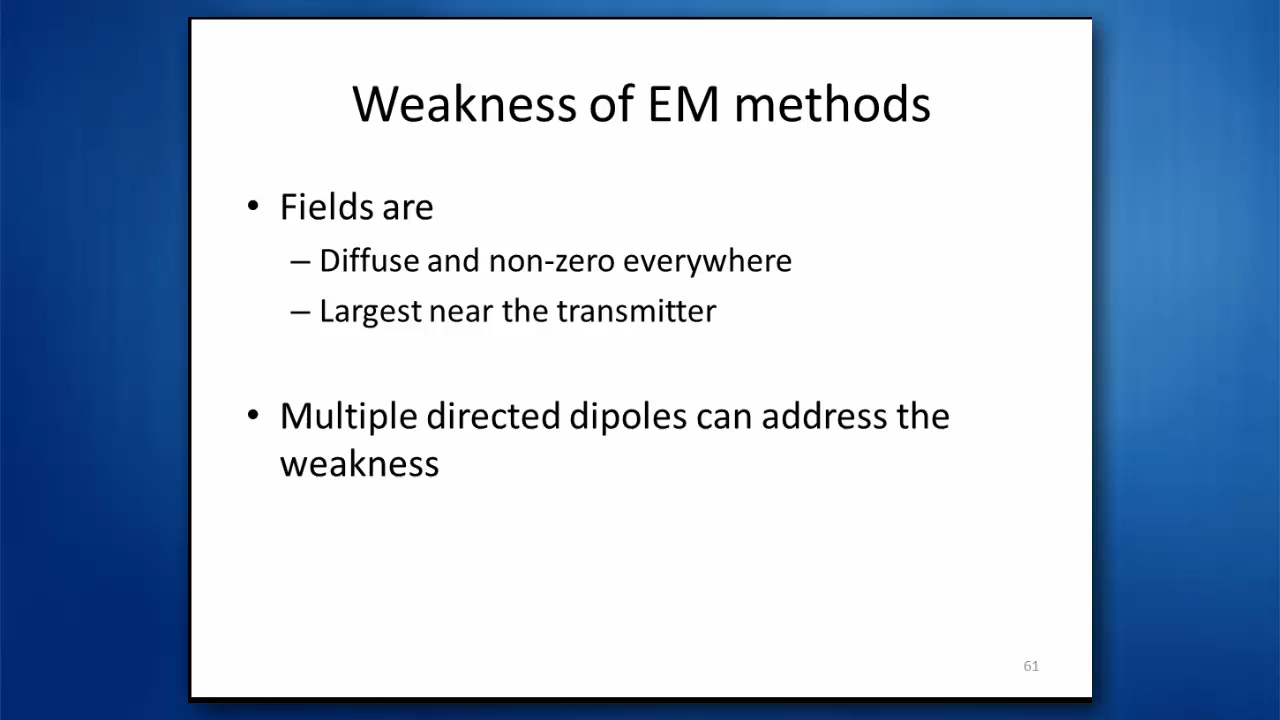 Weakness of EM methods
• Fields are
– Diffuse and non-zero everywhere
– Largest near the transmitter
• Multiple directed dipoles can address the
weakness
61